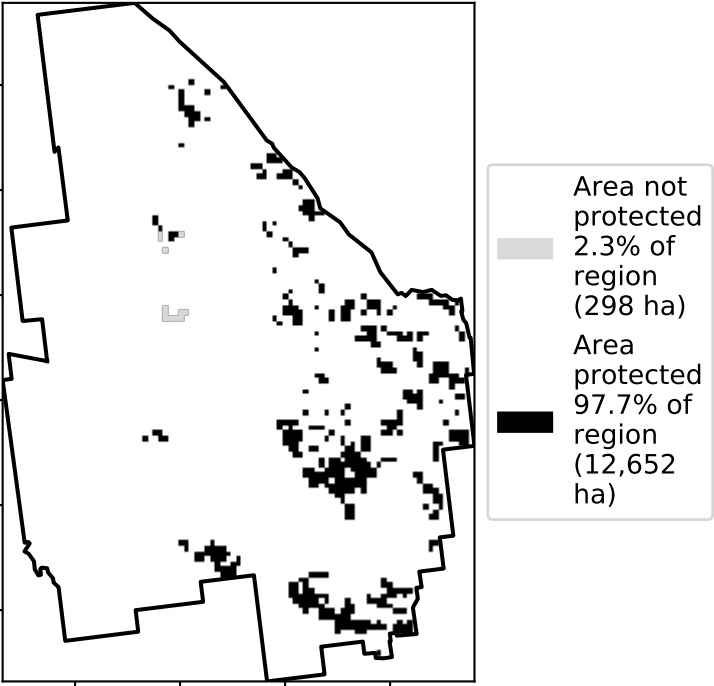 Area not
protected
2.3% of
region
(298 ha)
Area
protected
97.7% of
region
(12,652
ha)